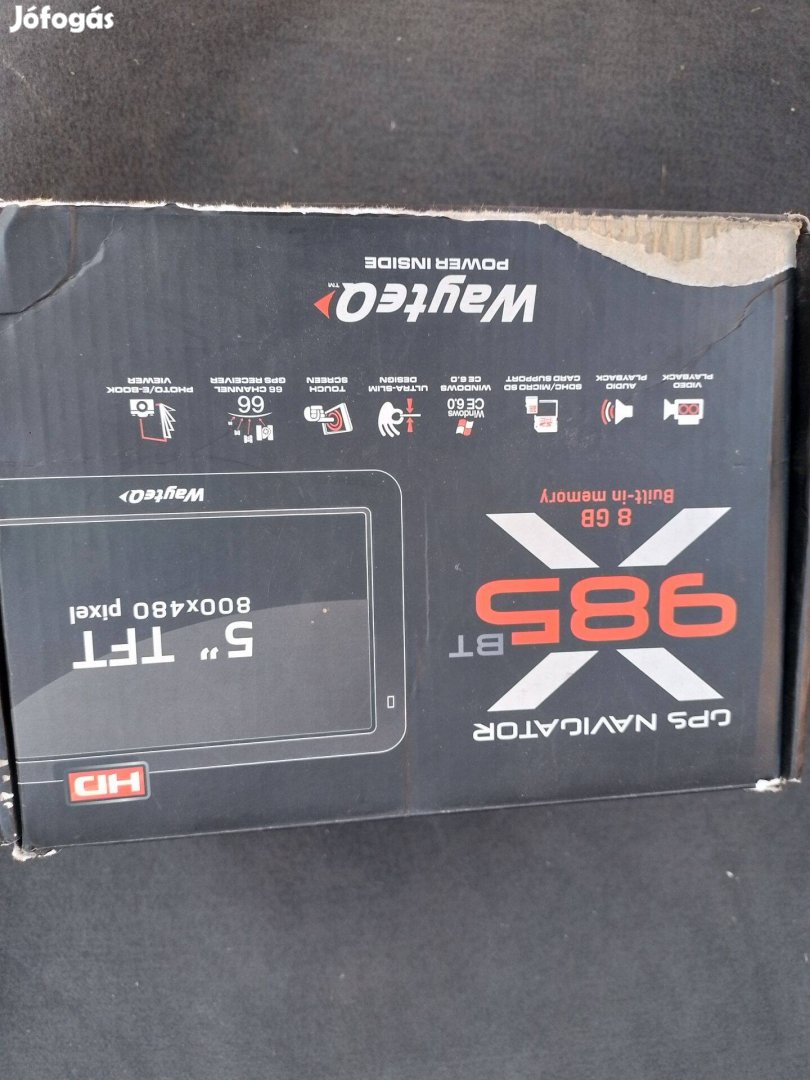 Jófogás
GPS NAVIGATOR
X
985 BT
8 GB
Built-in memory
HD
5" TFT
800x480 pixel
WayteQ
VIDEO
PLAYBACK
AUDIO
PLAYBACK
SDHC/MICRO SD
CARD SUPPORT
Windows
CE 6.0
WINDOWS
CE 6.0
ULTRA-SLIM
DESIGN
TOUCH
SCREEN
66
66 CHANNEL
GPS RECEIVER
PHOTO/E-BOOK
VIEWER
WayteQ™
POWER INSIDE